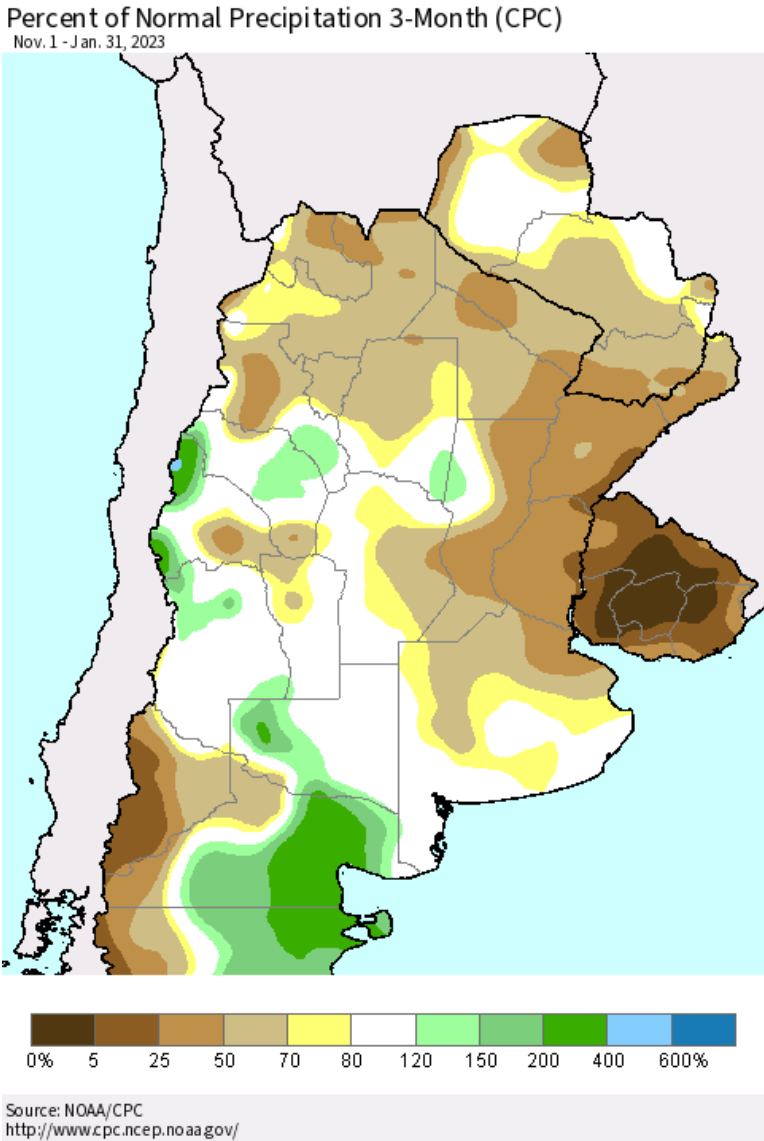 Percent of Normal Precipitation 3-Month (CPC)
Nov. 1 - Jan. 31, 2023
0% 5 25 50 70 80 120 150 200 400 600%
Source: NOAA/CPC
http://www.cpc.ncep.noaa.gov/